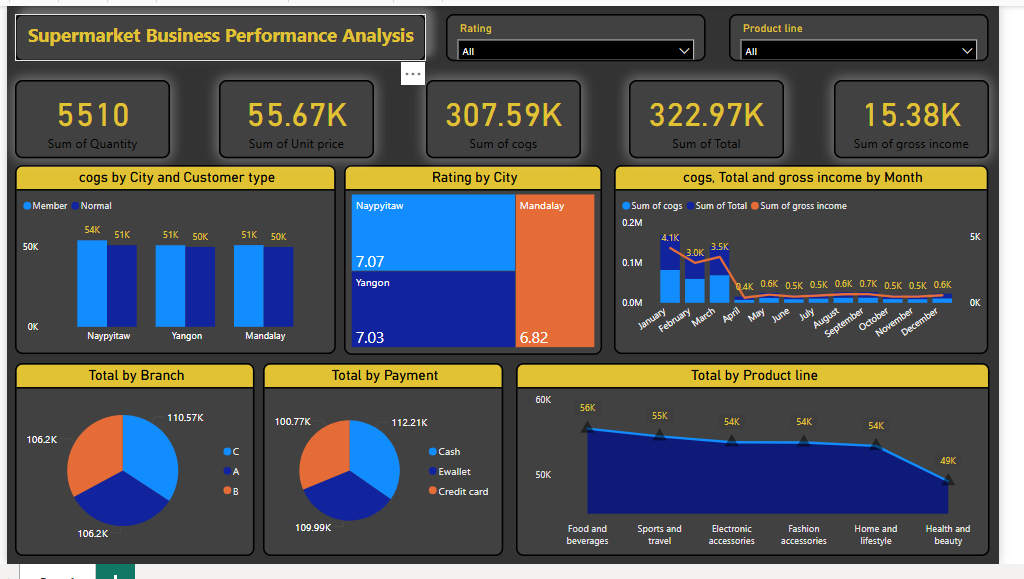 Supermarket Business Performance Analysis
Rating
All
Product line
All
5510
Sum of Quantity
55.67K
Sum of Unit price
307.59K
Sum of cogs
322.97K
Sum of Total
15.38K
Sum of gross income
cogs by City and Customer type
Member Normal
50K
0K
54K 51K 51K 50K 51K 50K
Naypyitaw Yangon Mandalay
Rating by City
Naypyitaw
7.07
Yangon
7.03
Mandalay
6.82
cogs, Total and gross income by Month
Sum of cogs Sum of Total Sum of gross income
0.2M
0.1M
0.0M
5K
0K
4.1K 3.0K 3.5K 0.4K 0.6K 0.5K 0.5K 0.6K 0.7K 0.5K 0.5K 0.6K
January February March April May June July August September October November December
Total by Branch
110.57K
106.2K
106.2K
C
A
B
Total by Payment
100.77K
112.21K
109.99K
Cash
Ewallet
Credit card
Total by Product line
60K
50K
56K 55K 54K 54K 54K 49K
Food and beverages
Sports and travel
Electronic accessories
Fashion accessories
Home and lifestyle
Health and beauty